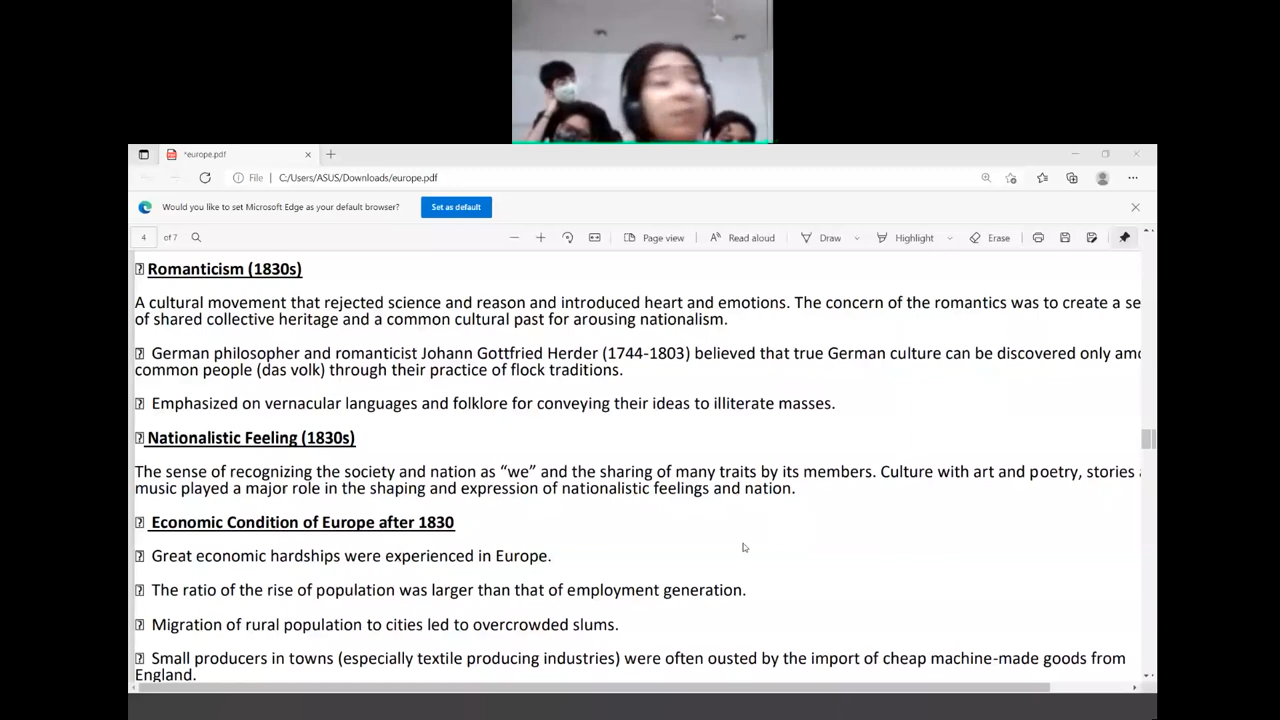 *europe.pdf
File
C:/Users/ASUS/Downloads/europe.pdf
Would you like to set Microsoft Edge as your default browser?
Set as default
4 of 7
Page view
Read aloud
Draw
Highlight
Erase
Romanticism (1830s)
A cultural movement that rejected science and reason and introduced heart and emotions. The concern of the romantics was to create a se
of shared collective heritage and a common cultural past for arousing nationalism.
German philosopher and romanticist Johann Gottfried Herder (1744-1803) believed that true German culture can be discovered only amo
common people (das volk) through their practice of flock traditions.
Emphasized on vernacular languages and folklore for conveying their ideas to illiterate masses.
Nationalistic Feeling (1830s)
The sense of recognizing the society and nation as “we” and the sharing of many traits by its members. Culture with art and poetry, stories a
music played a major role in the shaping and expression of nationalistic feelings and nation.
Economic Condition of Europe after 1830
Great economic hardships were experienced in Europe.
The ratio of the rise of population was larger than that of employment generation.
Migration of rural population to cities led to overcrowded slums.
Small producers in towns (especially textile producing industries) were often ousted by the import of cheap machine-made goods from
England.